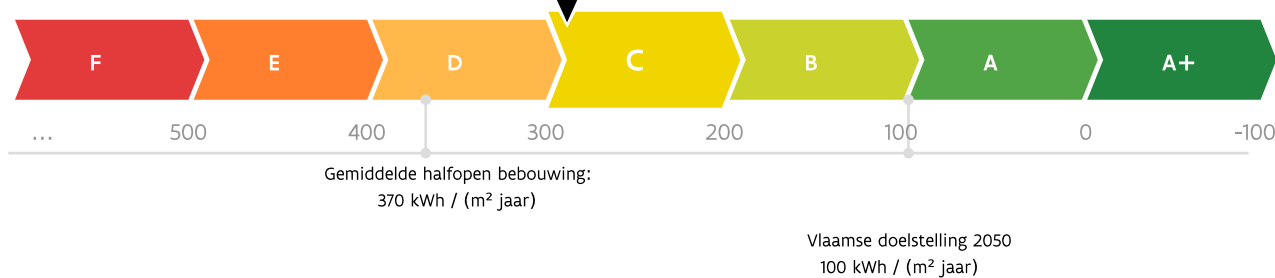 F E D C B A A+
... 500 400 300 200 100 0 -100
Gemiddelde halfopen bebouwing:
370 kWh / (m² jaar)
Vlaamse doelstelling 2050
100 kWh / (m² jaar)